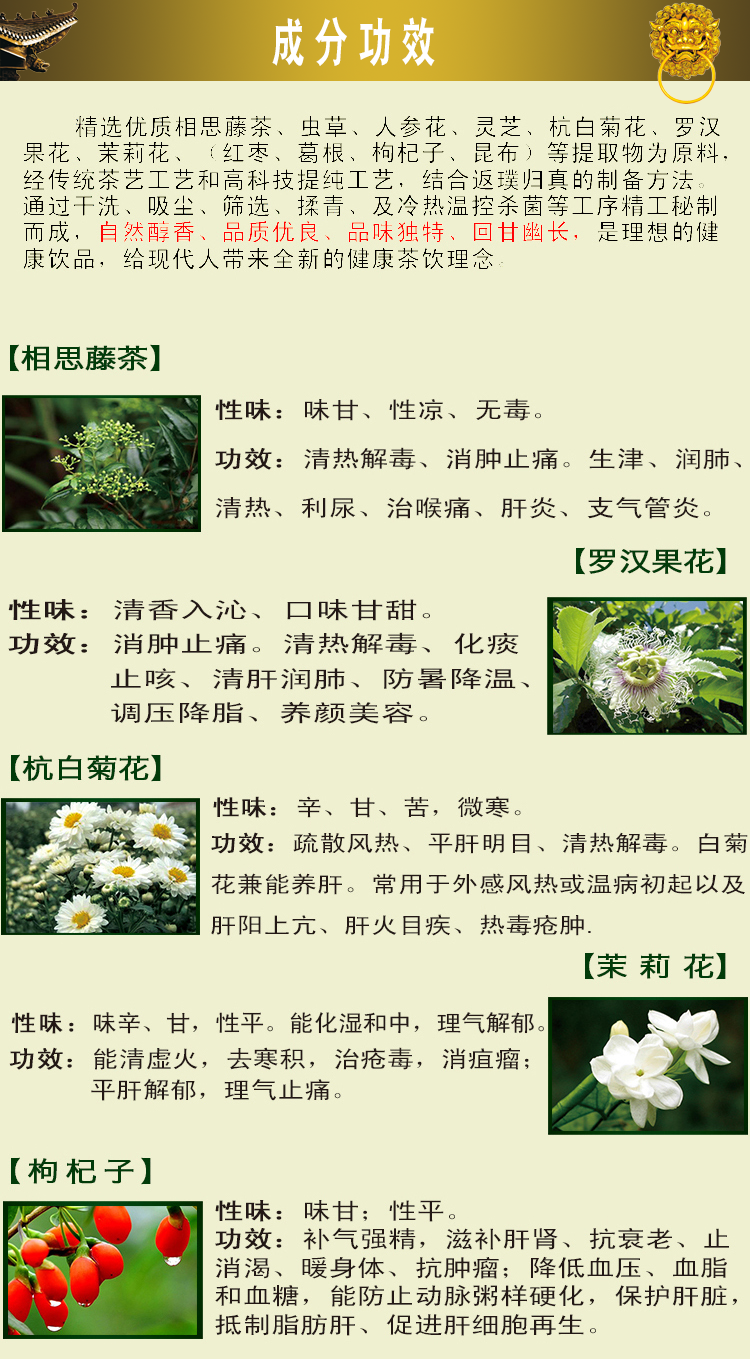 成分功效
精选优质相思藤茶、虫草、人参花、灵芝、杭白菊花、罗汉
果花、茉莉花、（红枣、葛根、枸杞子、昆布）等提取物为原料，
经传统茶艺工艺和高科技提纯工艺，结合返璞归真的制备方法。
通过干洗、吸尘、筛选、揉青、及冷热温控杀菌等工序精工秘制
而成，自然醇香、品质优良、品味独特、回甘幽长，是理想的健
康饮品，给现代人带来全新的健康茶饮理念。
【相思藤茶】
性味：味甘、性凉、无毒。
功效：清热解毒、消肿止痛。生津、润肺、
清热、利尿、治喉痛、肝炎、支气管炎。
【罗汉果花】
性味：清香入沁、口味甘甜。
功效：消肿止痛。清热解毒、化痰
止咳、清肝润肺、防暑降温、
调压降脂、养颜美容。
【杭白菊花】
性味：辛、甘、苦，微寒。
功效：疏散风热、平肝明目、清热解毒。白菊
花兼能养肝。常用于外感风热或温病初起以及
肝阳上亢、肝火目疾、热毒疮肿.
【茉莉花】
性味：味辛、甘，性平。能化湿和中，理气解郁。
功效：能清虚火，去寒积，治疮毒，消疽瘤；
平肝解郁，理气止痛。
【枸杞子】
性味：味甘；性平。
功效：补气强精，滋补肝肾、抗衰老、止
消渴、暖身体、抗肿瘤；降低血压、血脂
和血糖，能防止动脉粥样硬化，保护肝脏，
抵制脂肪肝、促进肝细胞再生。